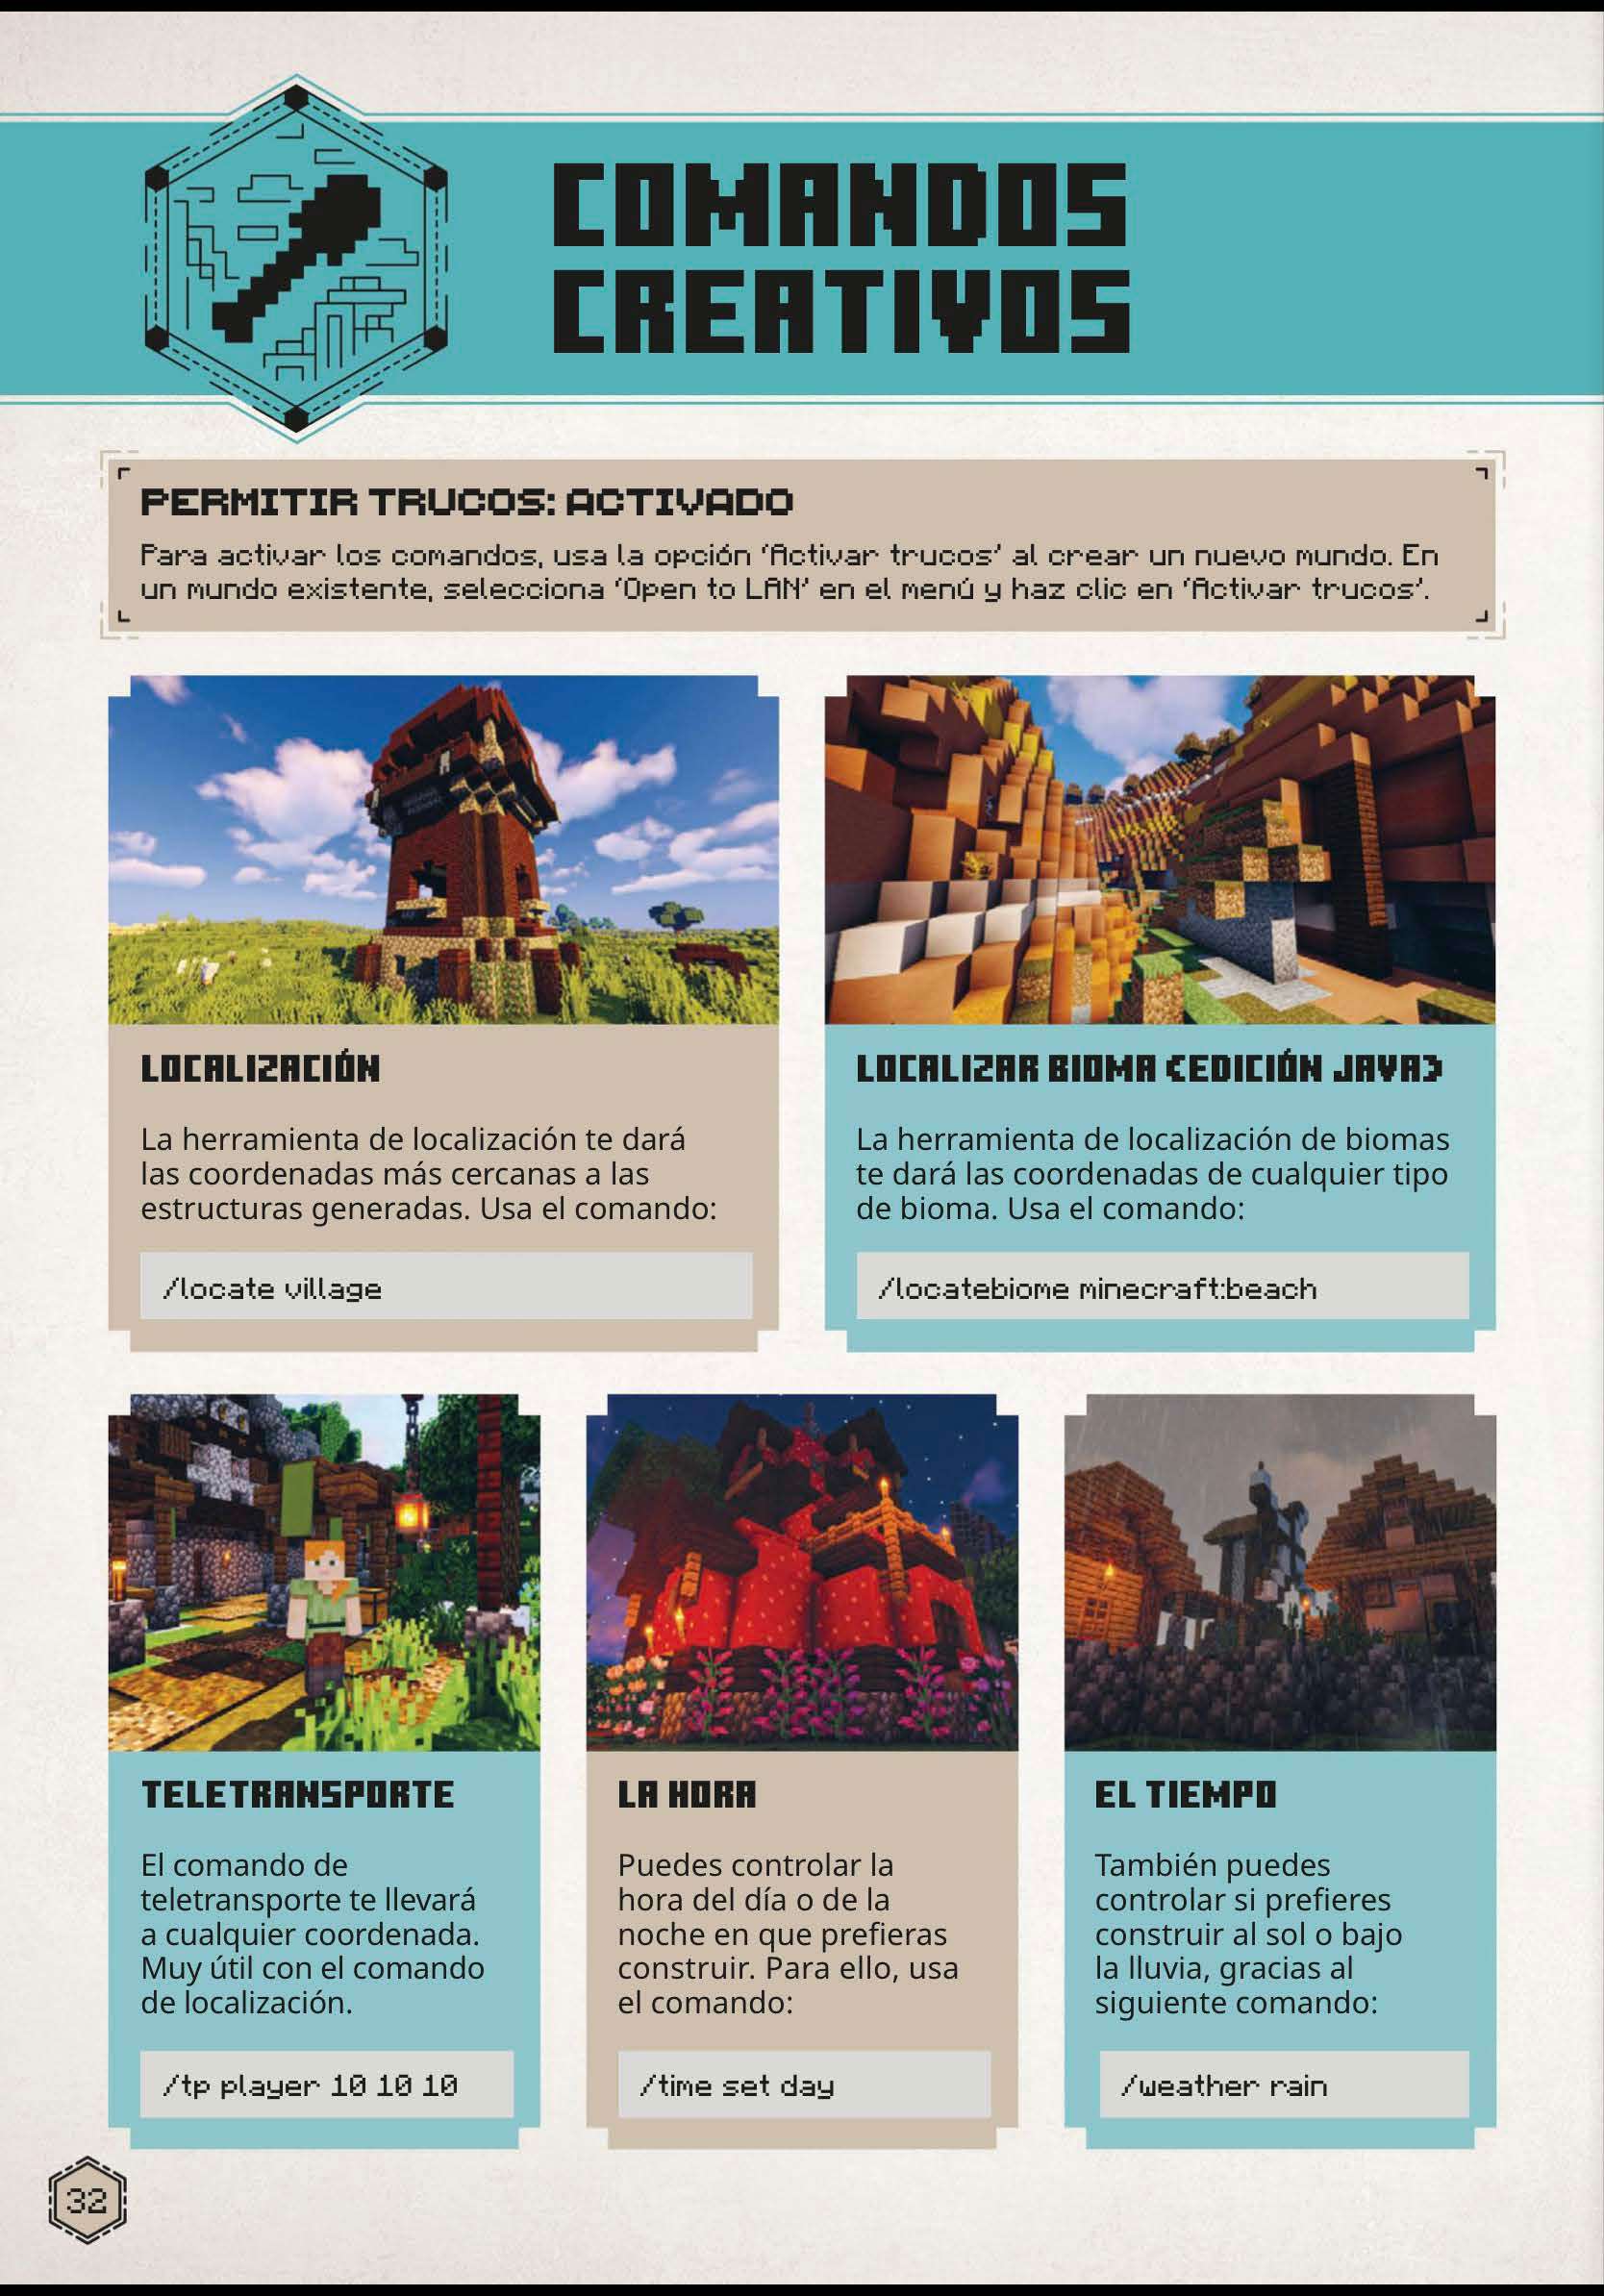 COMANDOS
CREATIVOS
PERMITIR TRUCOS: ACTIVADO
Para activar los comandos, usa la opción ‘Activar trucos’ al crear un nuevo mundo. En
un mundo existente, selecciona ‘Open to LAN’ en el menú y haz clic en ‘Activar trucos’.
LOCALIZACIÓN
La herramienta de localización te dará
las coordenadas más cercanas a las
estructuras generadas. Usa el comando:
/locate village
LOCALIZAR BIOMA (EDICIÓN JAVA)
La herramienta de localización de biomas
te dará las coordenadas de cualquier tipo
de bioma. Usa el comando:
/locatebiome minecraft:beach
TELETRANSPORTE
El comando de
teletransporte te llevará
a cualquier coordenada.
Muy útil con el comando
de localización.
/tp player 10 10 10
LA HORA
Puedes controlar la
hora del día o de la
noche en que prefieras
construir. Para ello, usa
el comando:
/time set day
EL TIEMPO
También puedes
controlar si prefieres
construir al sol o bajo
la lluvia, gracias al
siguiente comando:
/weather rain
32